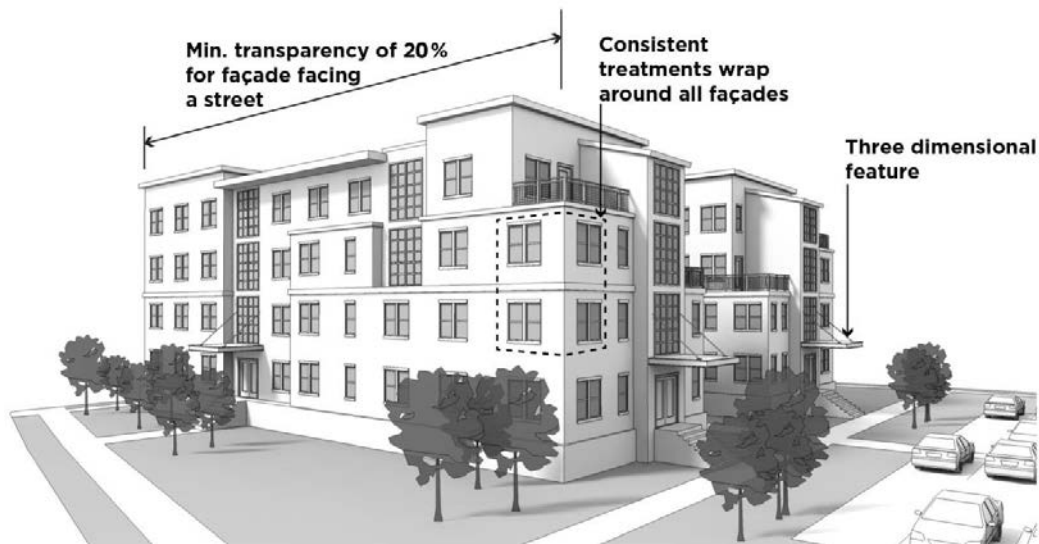 Min. transparency of 20%
for façade facing
a street
Consistent
treatments wrap
around all façades
Three dimensional
feature